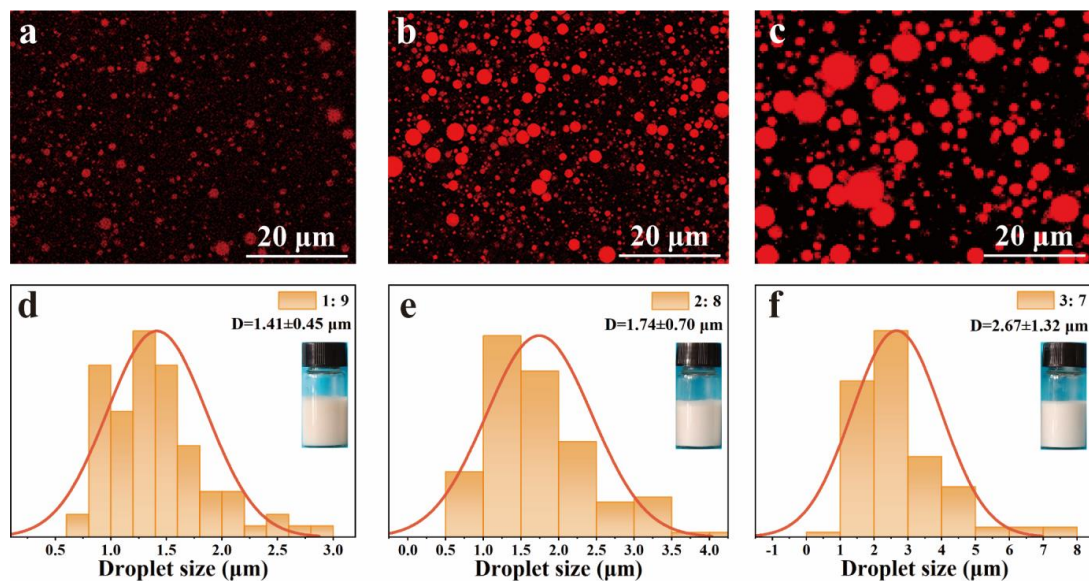 a
b
c
20 μm
20 μm
20 μm
d
1: 9
D=1.41±0.45 μm
0.5 1.0 1.5 2.0 2.5 3.0
Droplet size (μm)
e
2: 8
D=1.74±0.70 μm
0.0 0.5 1.0 1.5 2.0 2.5 3.0 3.5 4.0
Droplet size (μm)
f
3: 7
D=2.67±1.32 μm
-1 0 1 2 3 4 5 6 7 8
Droplet size (μm)